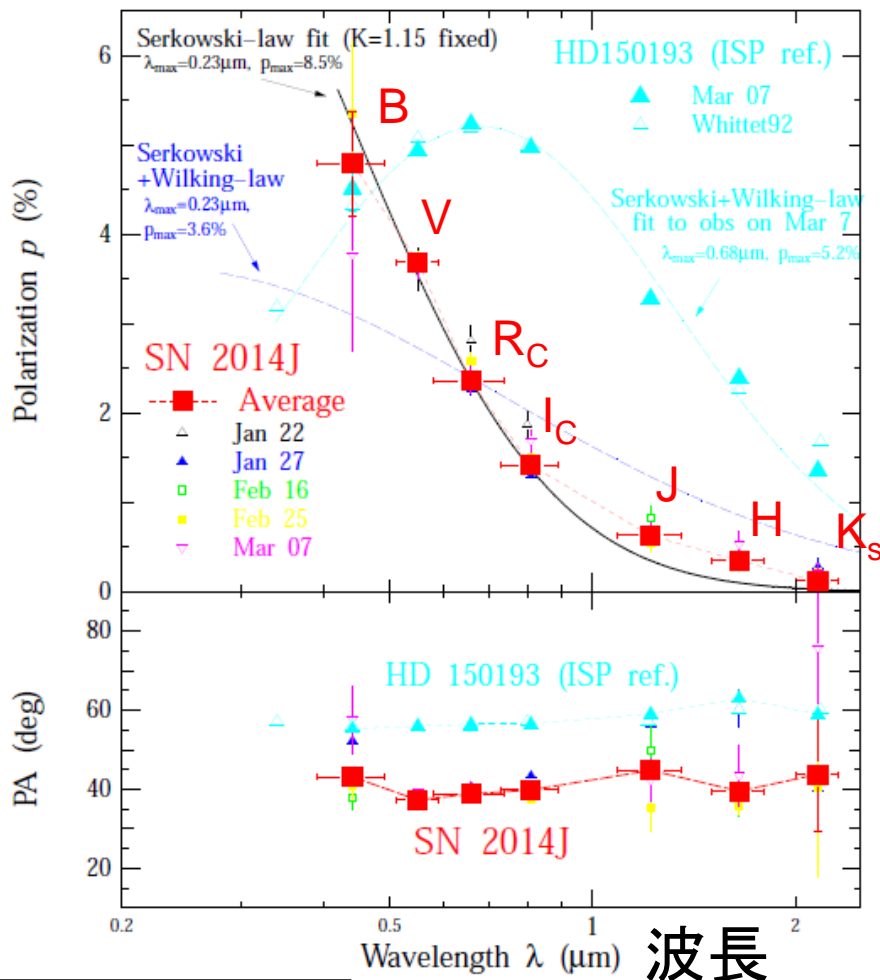 Serkowski-law fit (K=1.15 fixed)
λmax=0.23μm, pmax=8.5%
HD150193 (ISP ref.)
Mar 07
Whittet92
B
Serkowski
+Wilking-law
λmax=0.23μm,
pmax=3.6%
V
Serkowski+Wilking-law
fit to obs on Mar 7
λmax=0.68μm, pmax=5.2%
RC
SN 2014J
Average
Jan 22
Jan 27
Feb 16
Feb 25
Mar 07
IC
J
H
Ks
Polarization p (%)
6
4
2
0
HD 150193 (ISP ref.)
SN 2014J
PA (deg)
80
60
40
20
0.2
0.5
1
2
Wavelength λ (μm) 波長